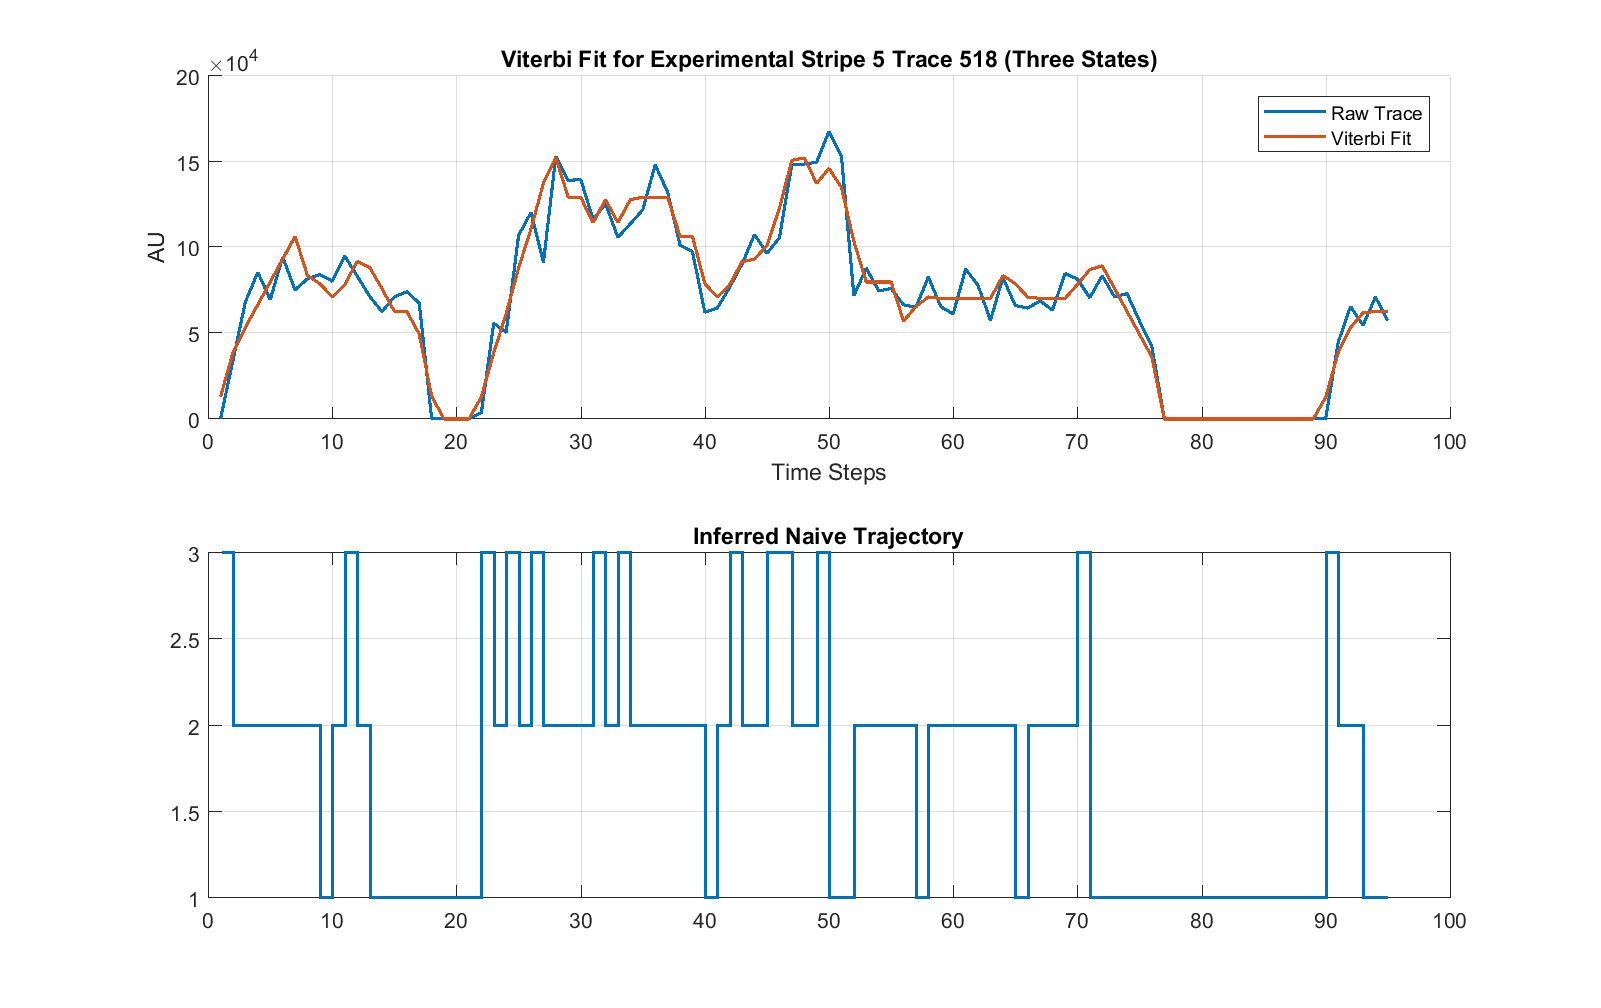 Viterbi Fit for Experimental Stripe 5 Trace 518 (Three States)
×10⁴
20
15
10
5
0
AU
Raw Trace
Viterbi Fit
0 10 20 30 40 50 60 70 80 90 100
Time Steps
Inferred Naive Trajectory
3
2.5
2
1.5
1
0 10 20 30 40 50 60 70 80 90 100